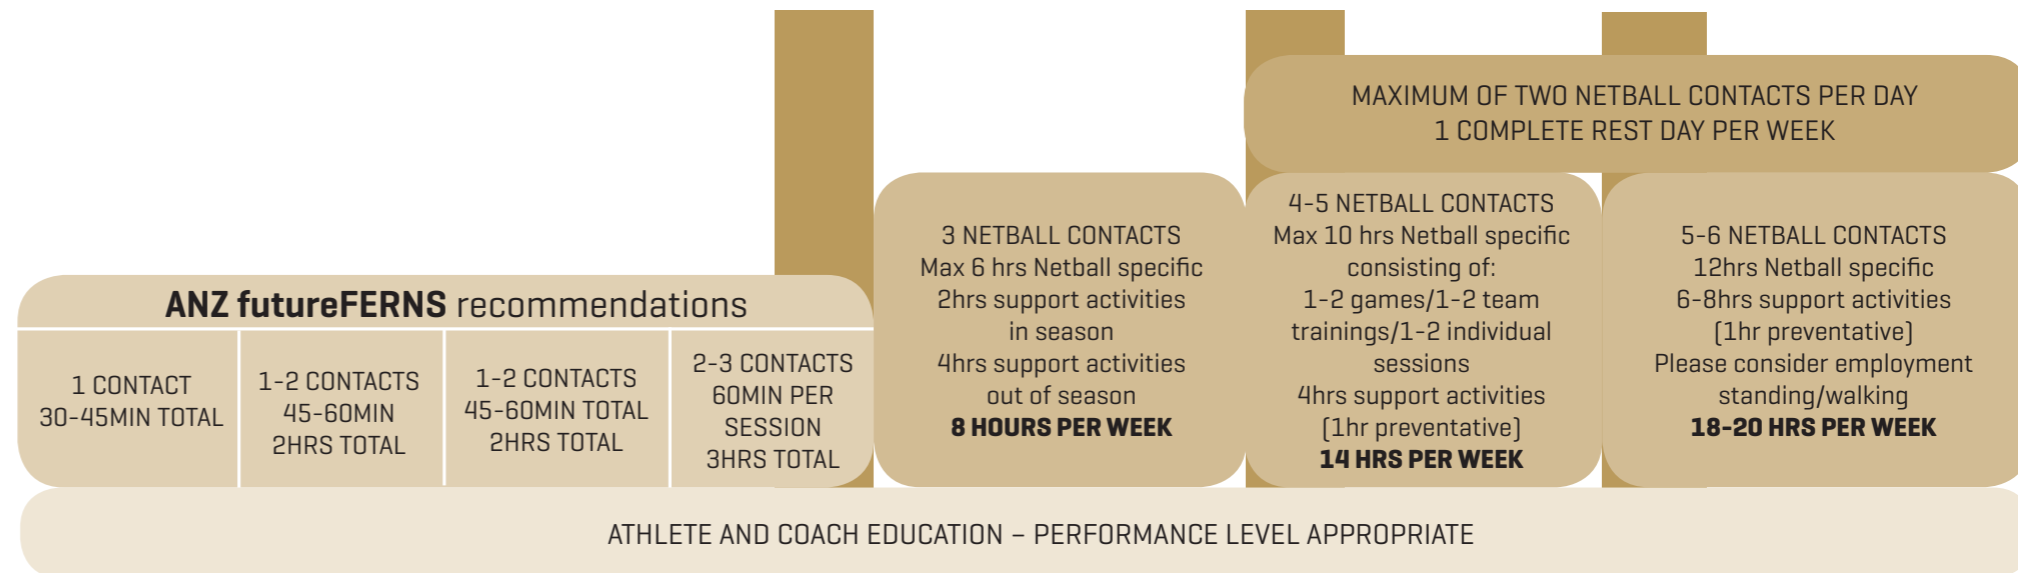 MAXIMUM OF TWO NETBALL CONTACTS PER DAY
1 COMPLETE REST DAY PER WEEK
ANZ futureFERNS recommendations
1 CONTACT
30-45MIN TOTAL
1-2 CONTACTS
45-60MIN
2HRS TOTAL
1-2 CONTACTS
45-60MIN TOTAL
2HRS TOTAL
2-3 CONTACTS
60MIN PER
SESSION
3HRS TOTAL
3 NETBALL CONTACTS
Max 6 hrs Netball specific
2hrs support activities
in season
4hrs support activities
out of season
8 HOURS PER WEEK
4-5 NETBALL CONTACTS
Max 10 hrs Netball specific
consisting of:
1-2 games/1-2 team
trainings/1-2 individual
sessions
4hrs support activities
(1hr preventative)
14 HRS PER WEEK
5-6 NETBALL CONTACTS
12hrs Netball specific
6-8hrs support activities
(1hr preventative)
Please consider employment
standing/walking
18-20 HRS PER WEEK
ATHLETE AND COACH EDUCATION – PERFORMANCE LEVEL APPROPRIATE